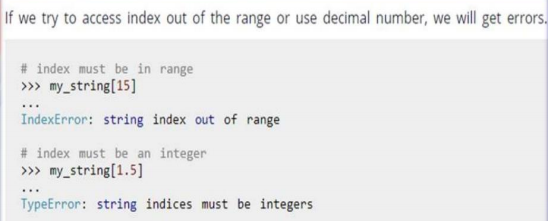 If we try to access index out of the range or use decimal number, we will get errors.
# index must be in range
>>> my_string[15]
...
IndexError: string index out of range
# index must be an integer
>>> my_string[1.5]
...
TypeError: string indices must be integers